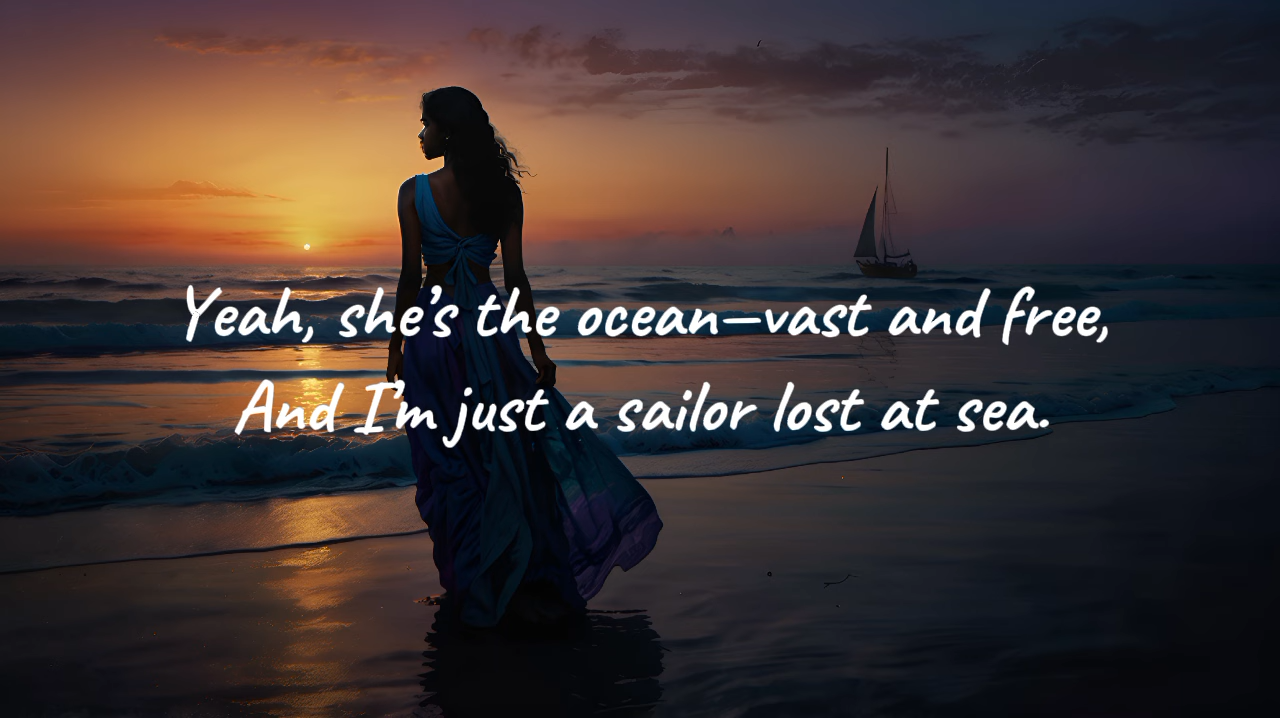 Yeah, she’s the ocean—vast and free,
And I’m just a sailor lost at sea.